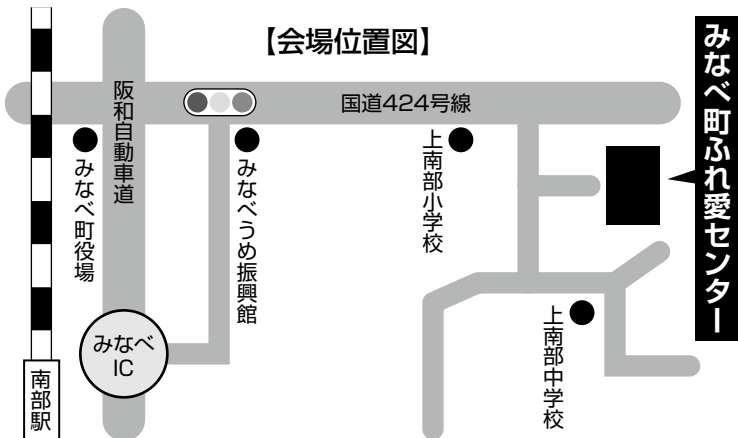 【会場位置図】
みなべ町ふれ愛センター
国道424号線
阪和自動車道
みなべ町役場
みなべうめ振興館
上南部小学校
上南部中学校
みなべ
IC
南部駅